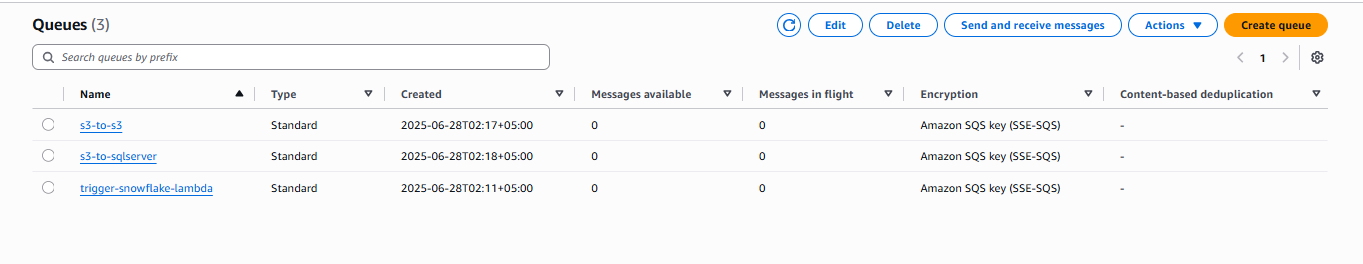 Queues (3)
Edit
Delete
Send and receive messages
Actions
Create queue
Search queues by prefix
1
Name Type Created Messages available Messages in flight Encryption Content-based deduplication
s3-to-s3 Standard 2025-06-28T02:17+05:00 0 0 Amazon SQS key (SSE-SQS) -
s3-to-sqlserver Standard 2025-06-28T02:18+05:00 0 0 Amazon SQS key (SSE-SQS) -
trigger-snowflake-lambda Standard 2025-06-28T02:11+05:00 0 0 Amazon SQS key (SSE-SQS) -